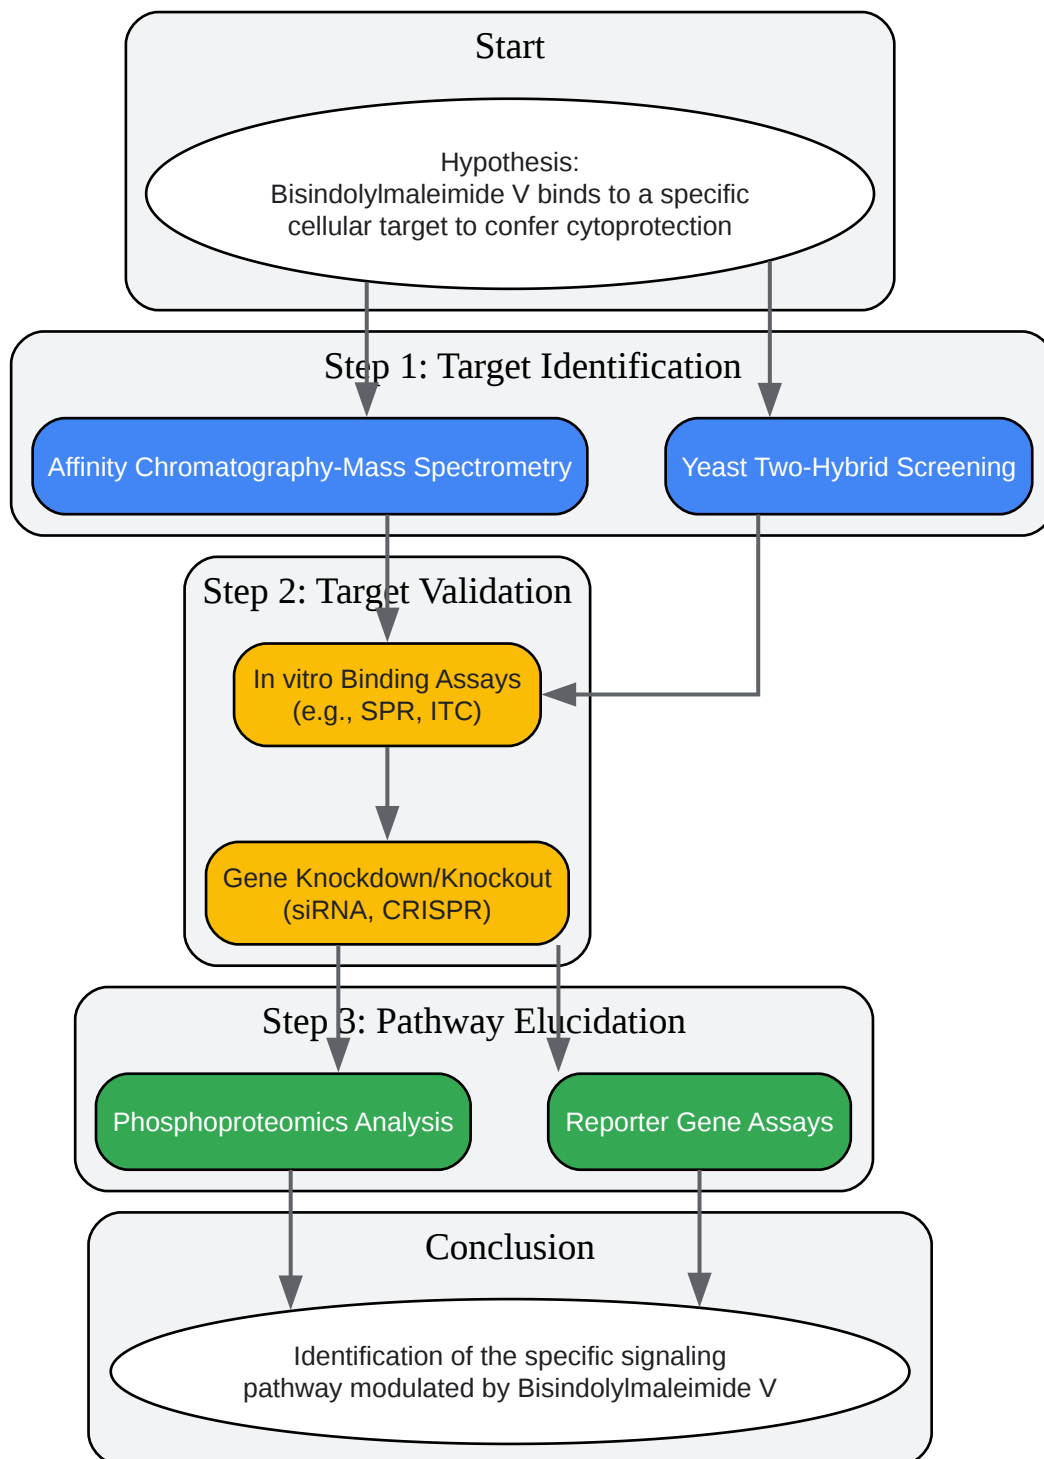 Start
Hypothesis:
Bisindolylmaleimide V binds to a specific
cellular target to confer cytoprotection
Step 1: Target Identification
Affinity Chromatography-Mass Spectrometry
Yeast Two-Hybrid Screening
Step 2: Target Validation
In vitro Binding Assays
(e.g., SPR, ITC)
Gene Knockdown/Knockout
(siRNA, CRISPR)
Step 3: Pathway Elucidation
Phosphoproteomics Analysis
Reporter Gene Assays
Conclusion
Identification of the specific signaling
pathway modulated by Bisindolylmaleimide V